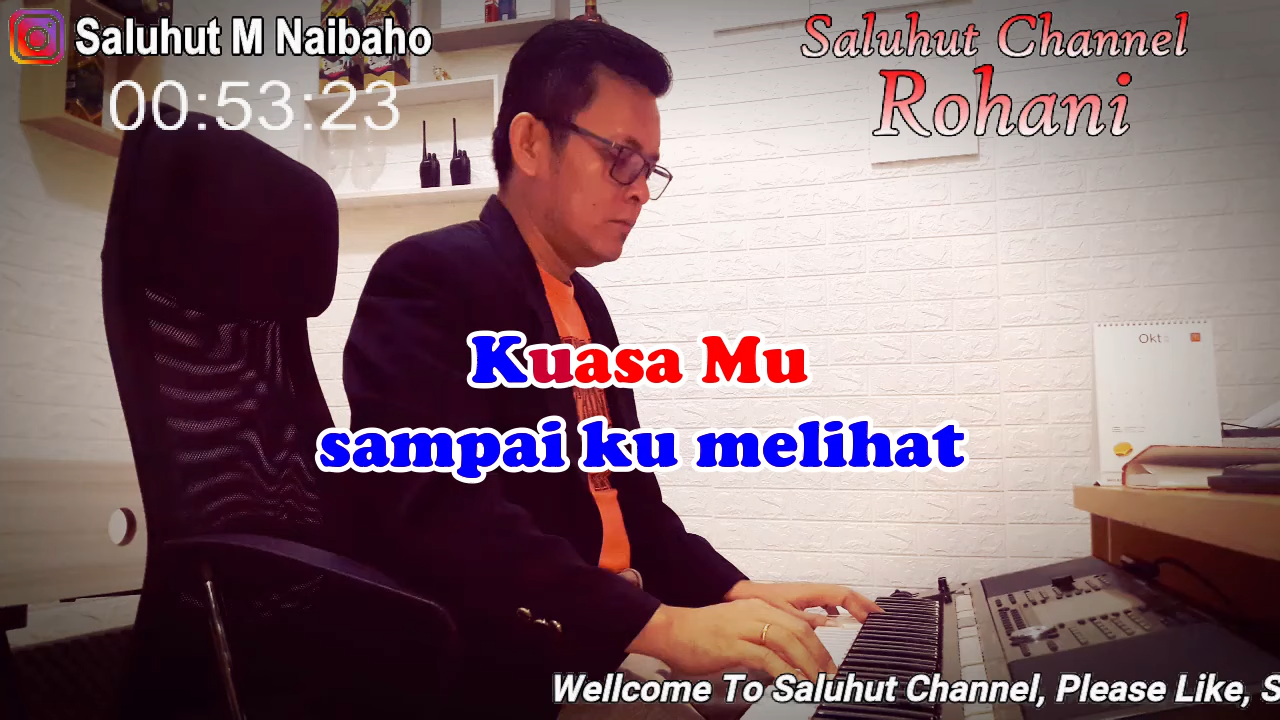 Saluhut M Naibaho
00:53:23
Saluhut Channel
Rohani
Okt
Kuasa Mu
sampai ku melihat
Wellcome To Saluhut Channel, Please Like, S